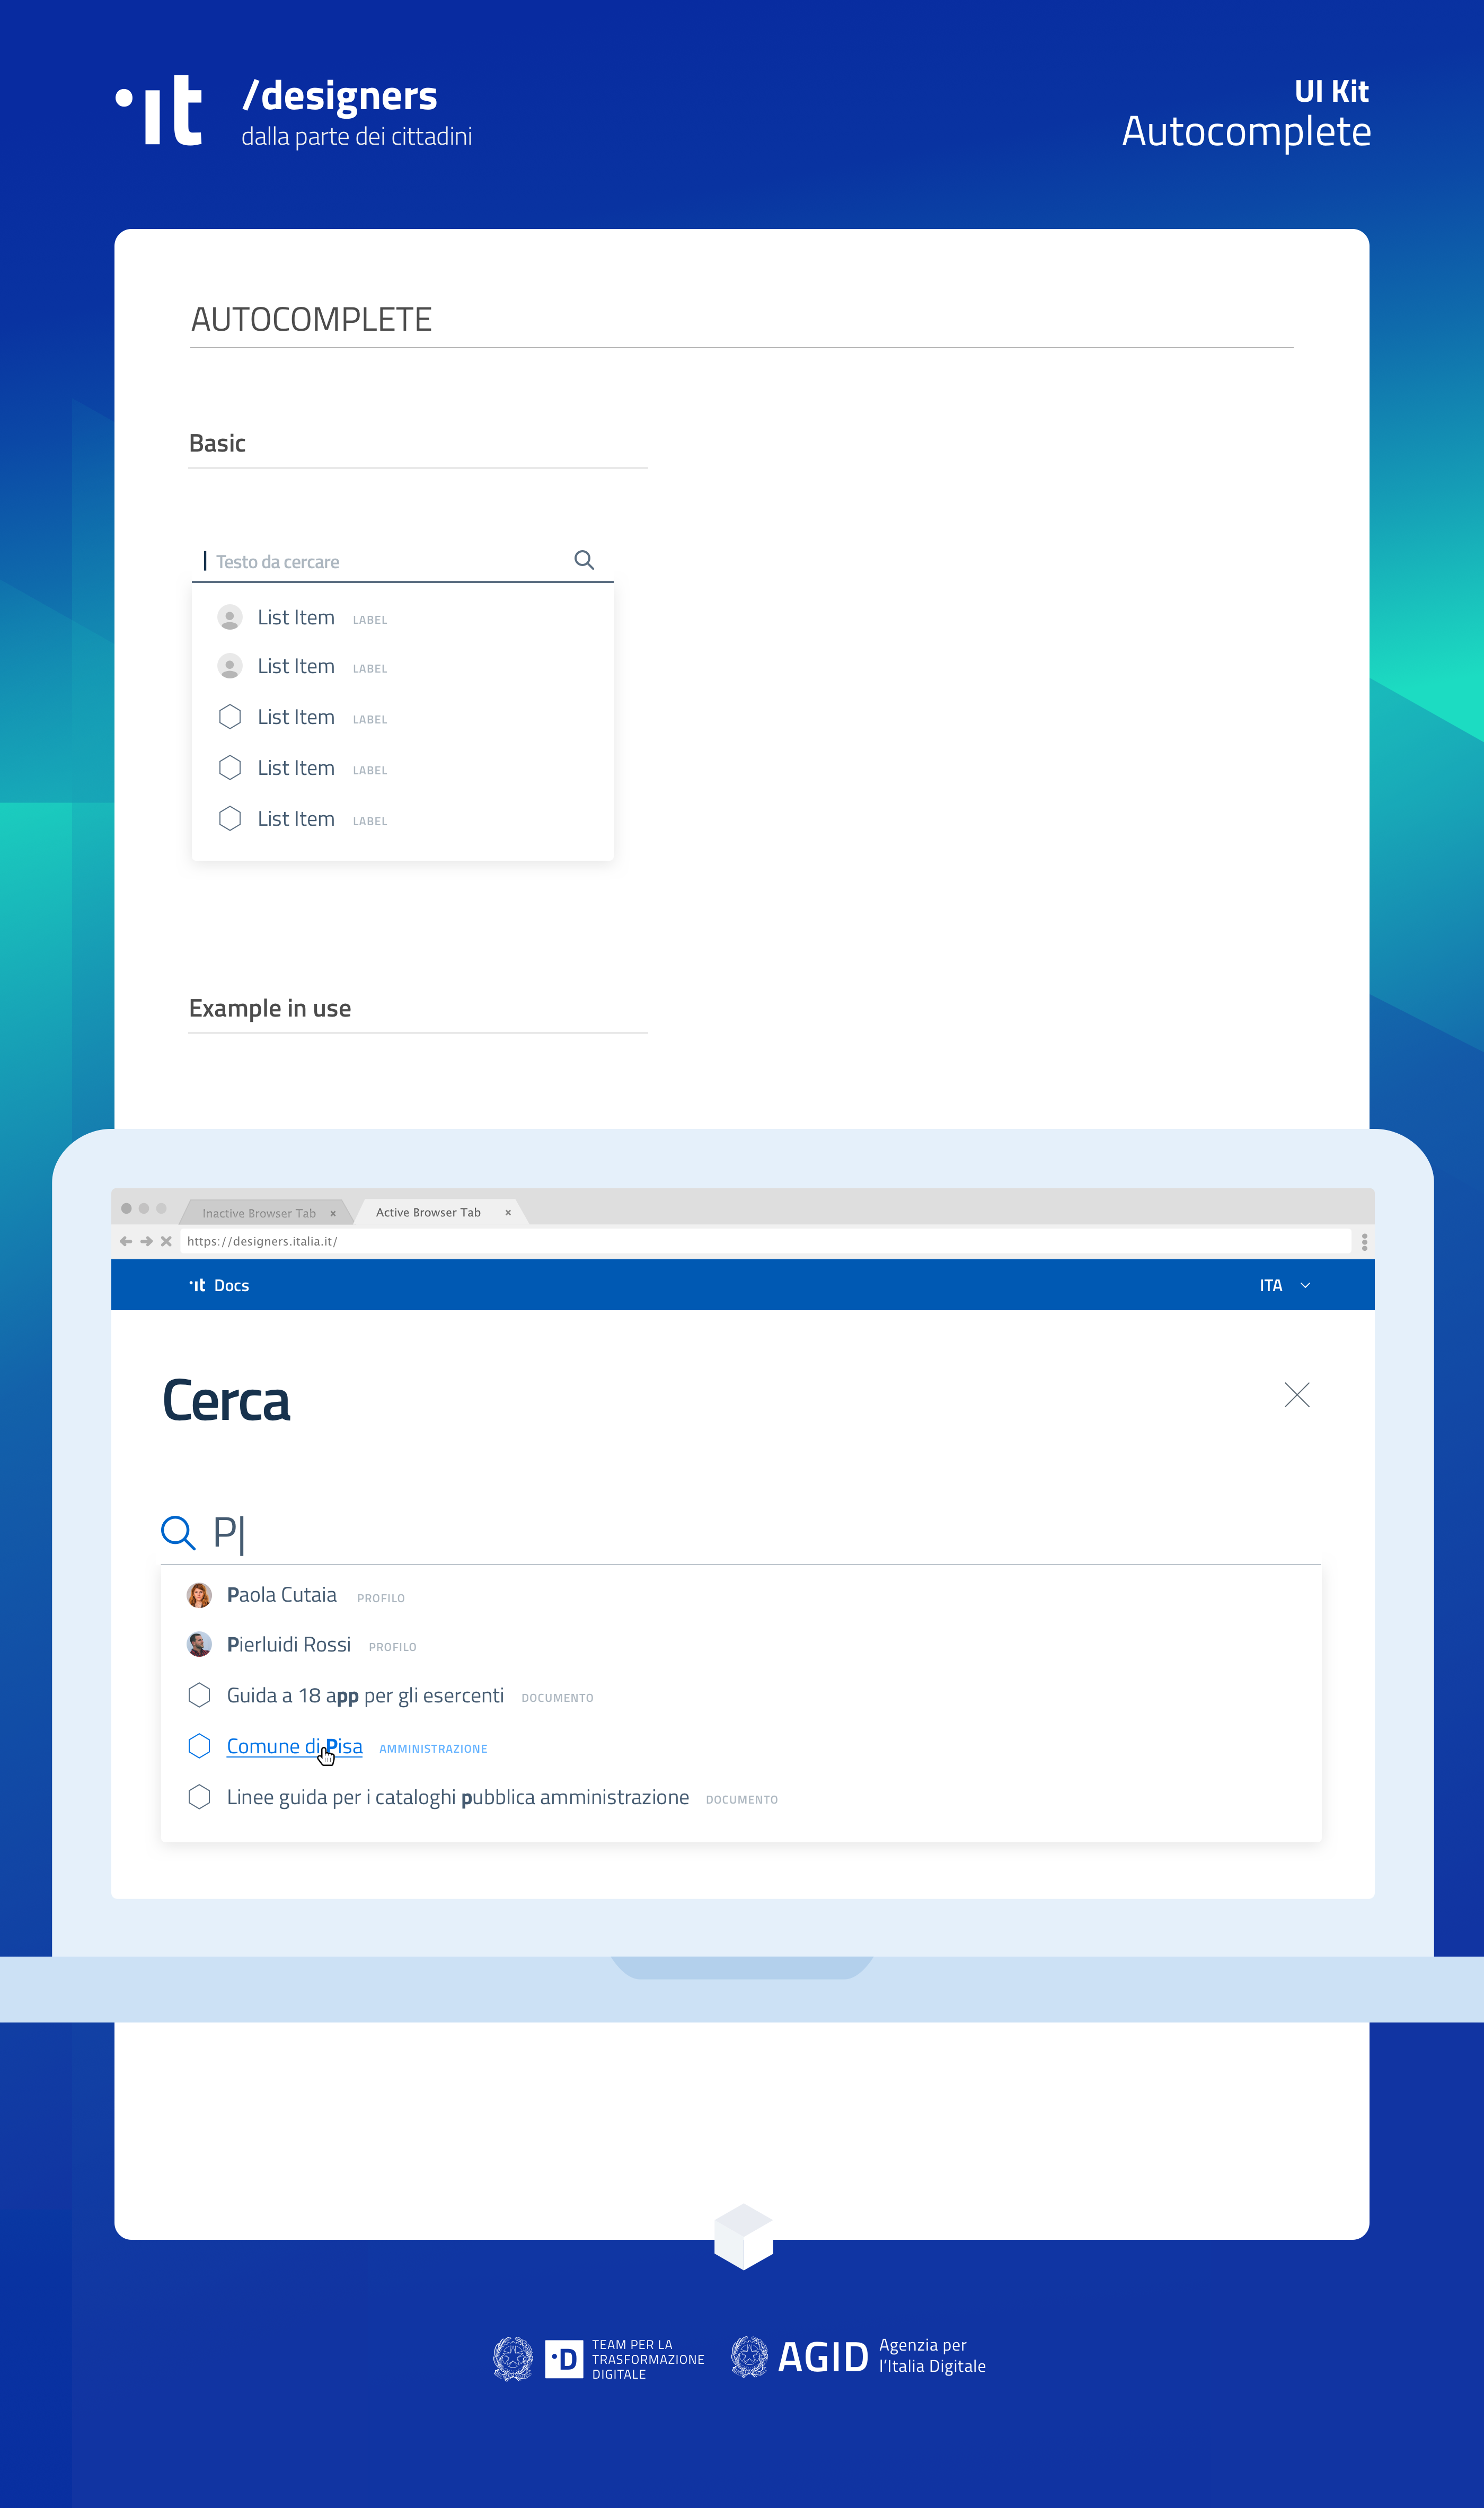 ·ıt
/designers
dalla parte dei cittadini
UI Kit
Autocomplete
AUTOCOMPLETE
Basic
Testo da cercare
List Item LABEL
List Item LABEL
List Item LABEL
List Item LABEL
List Item LABEL
Example in use
Inactive Browser Tab ×
Active Browser Tab ×
https://designers.italia.it/
·ıt Docs
ITA
Cerca
P|
Paola Cutaia PROFILO
Pierluidi Rossi PROFILO
Guida a 18 app per gli esercenti DOCUMENTO
Comune di Pisa AMMINISTRAZIONE
Linee guida per i cataloghi pubblica amministrazione DOCUMENTO
·D
TEAM PER LA
TRASFORMAZIONE
DIGITALE
AGID
Agenzia per
l'Italia Digitale